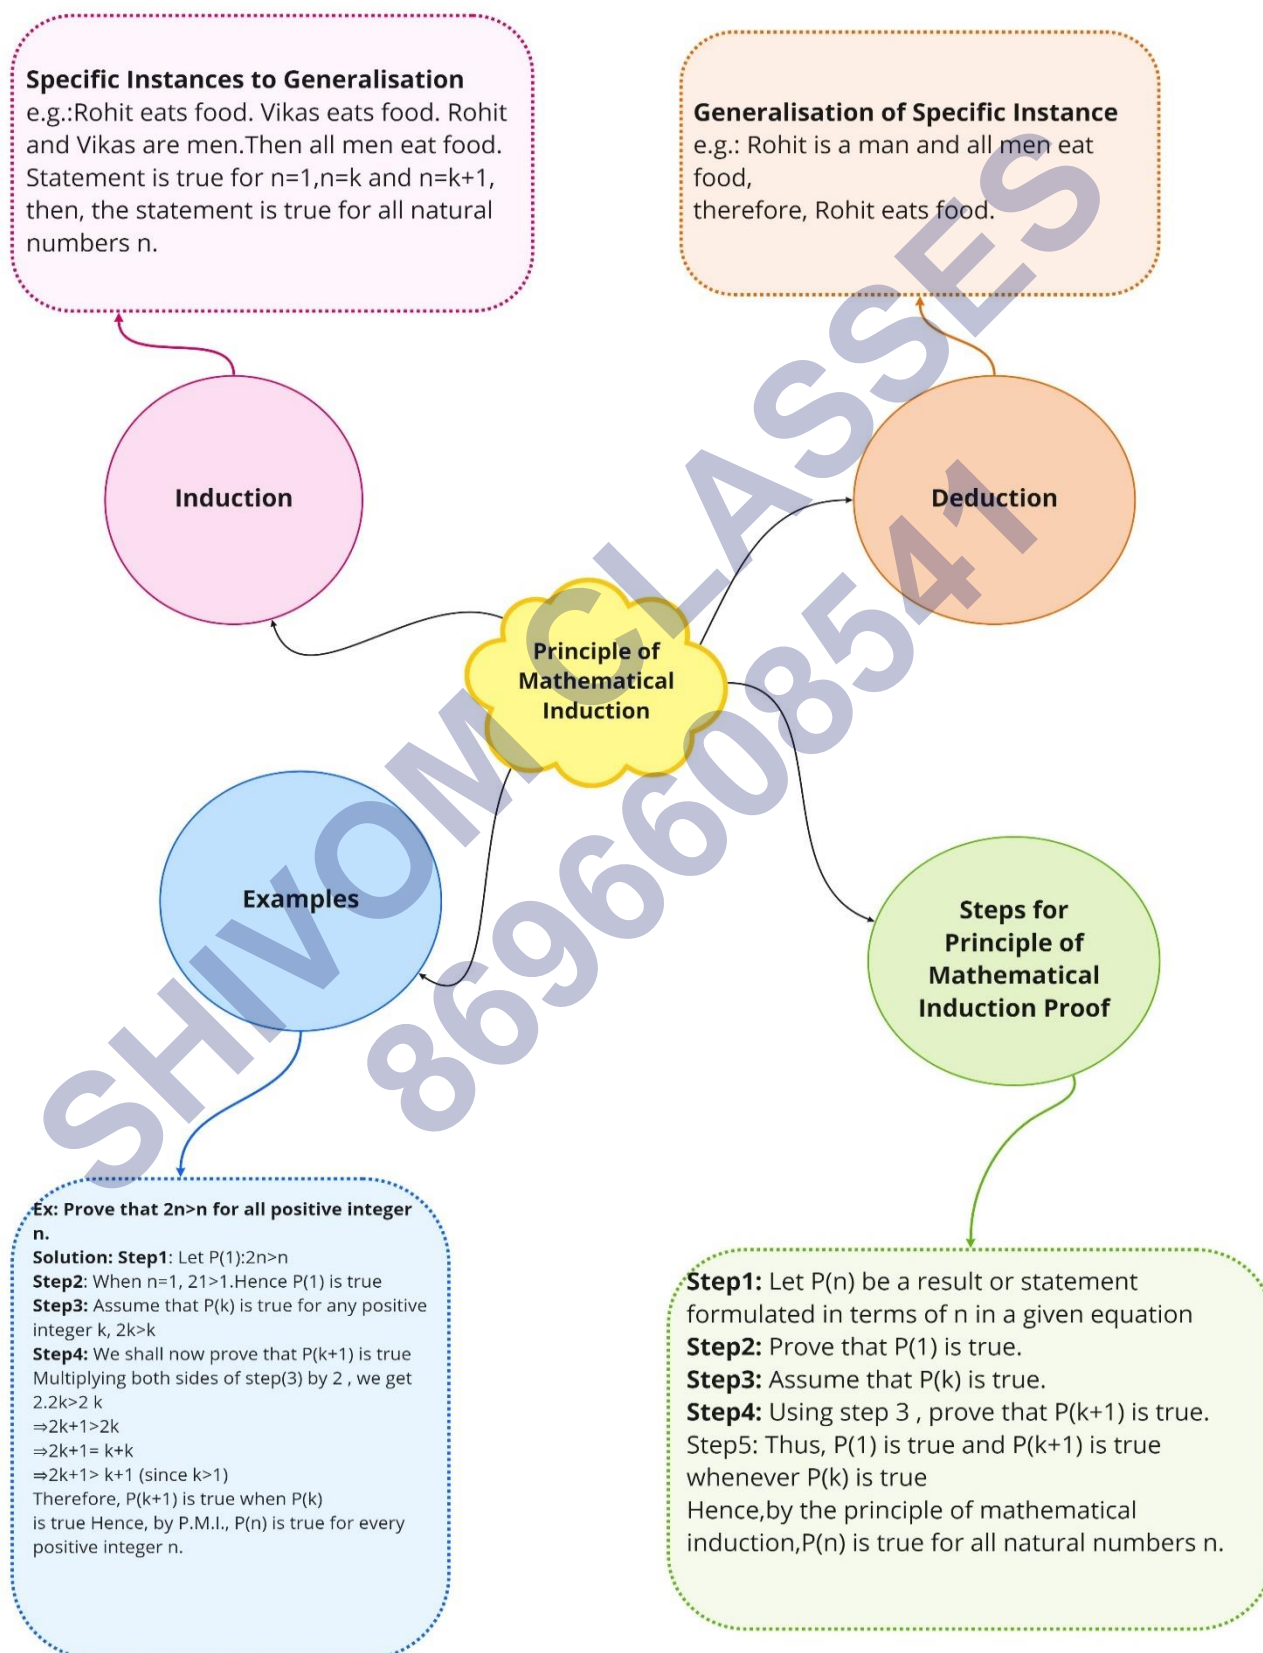 Specific Instances to Generalisation
e.g.:Rohit eats food. Vikas eats food. Rohit
and Vikas are men.Then all men eat food.
Statement is true for n=1,n=k and n=k+1,
then, the statement is true for all natural
numbers n.
Generalisation of Specific Instance
e.g.: Rohit is a man and all men eat
food,
therefore, Rohit eats food.
Induction
Deduction
Principle of
Mathematical
Induction
Examples
Steps for
Principle of
Mathematical
Induction Proof
Ex: Prove that 2n>n for all positive integer
n.
Solution: Step1: Let P(1):2n>n
Step2: When n=1, 21>1.Hence P(1) is true
Step3: Assume that P(k) is true for any positive
integer k, 2k>k
Step4: We shall now prove that P(k+1) is true
Multiplying both sides of step(3) by 2 , we get
2.2k>2 k
⇒2k+1>2k
⇒2k+1= k+k
⇒2k+1> k+1 (since k>1)
Therefore, P(k+1) is true when P(k)
is true Hence, by P.M.I., P(n) is true for every
positive integer n.
Step1: Let P(n) be a result or statement
formulated in terms of n in a given equation
Step2: Prove that P(1) is true.
Step3: Assume that P(k) is true.
Step4: Using step 3 , prove that P(k+1) is true.
Step5: Thus, P(1) is true and P(k+1) is true
whenever P(k) is true
Hence,by the principle of mathematical
induction,P(n) is true for all natural numbers n.
SHIVOM CLASSES
8696608541